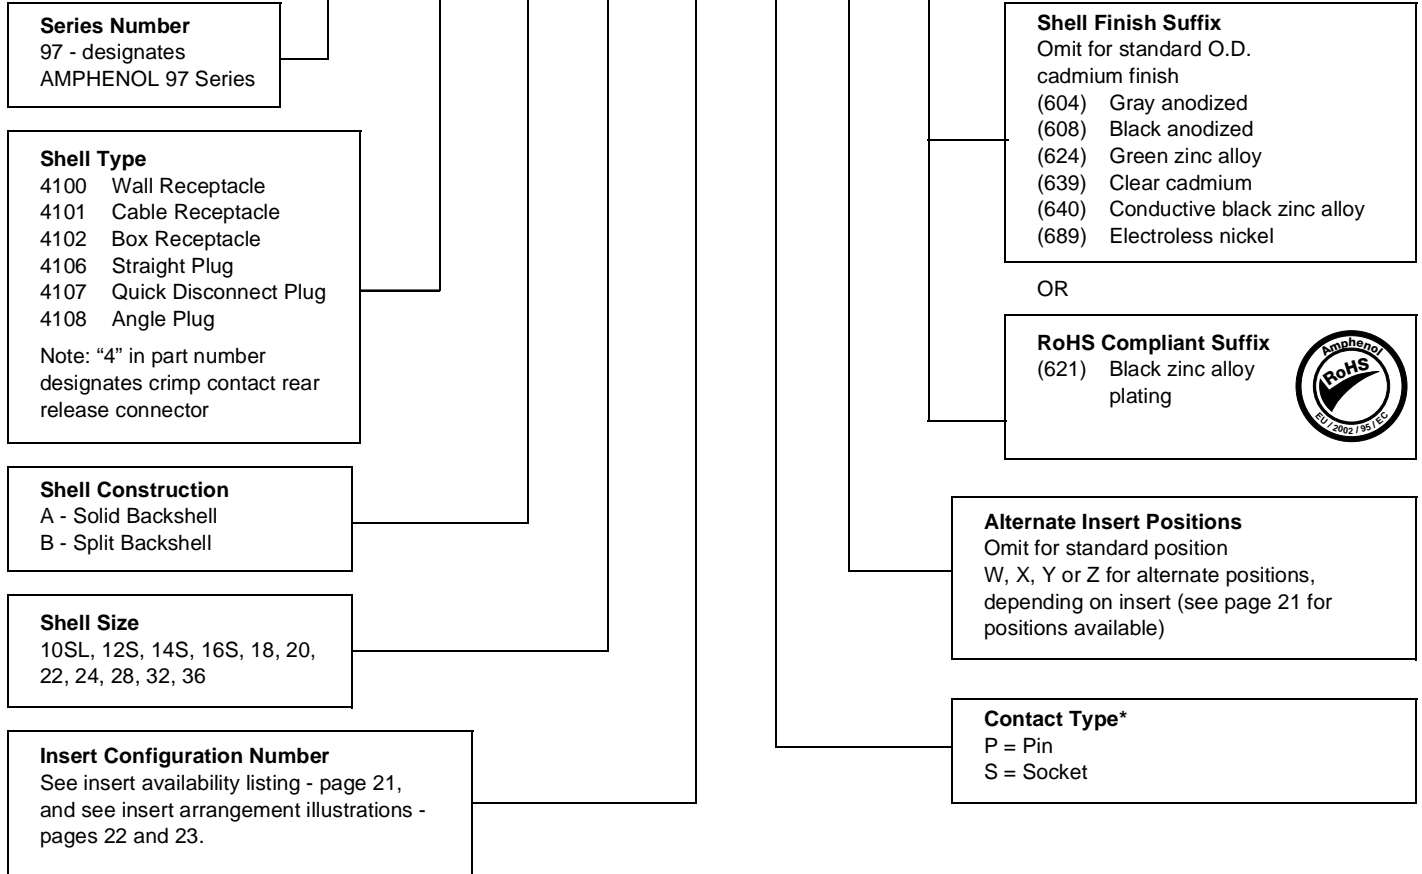 Series Number
97 - designates
AMPHENOL 97 Series
Shell Type
4100 Wall Receptacle
4101 Cable Receptacle
4102 Box Receptacle
4106 Straight Plug
4107 Quick Disconnect Plug
4108 Angle Plug
Note: “4” in part number
designates crimp contact rear
release connector
Shell Construction
A - Solid Backshell
B - Split Backshell
Shell Size
10SL, 12S, 14S, 16S, 18, 20,
22, 24, 28, 32, 36
Insert Configuration Number
See insert availability listing - page 21,
and see insert arrangement illustrations -
pages 22 and 23.
Shell Finish Suffix
Omit for standard O.D.
cadmium finish
(604) Gray anodized
(608) Black anodized
(624) Green zinc alloy
(639) Clear cadmium
(640) Conductive black zinc alloy
(689) Electroless nickel
OR
RoHS Compliant Suffix
(621) Black zinc alloy
plating
Amphenol
RoHS
EU / 2002 / 95 / EC
Alternate Insert Positions
Omit for standard position
W, X, Y or Z for alternate positions,
depending on insert (see page 21 for
positions available)
Contact Type*
P = Pin
S = Socket